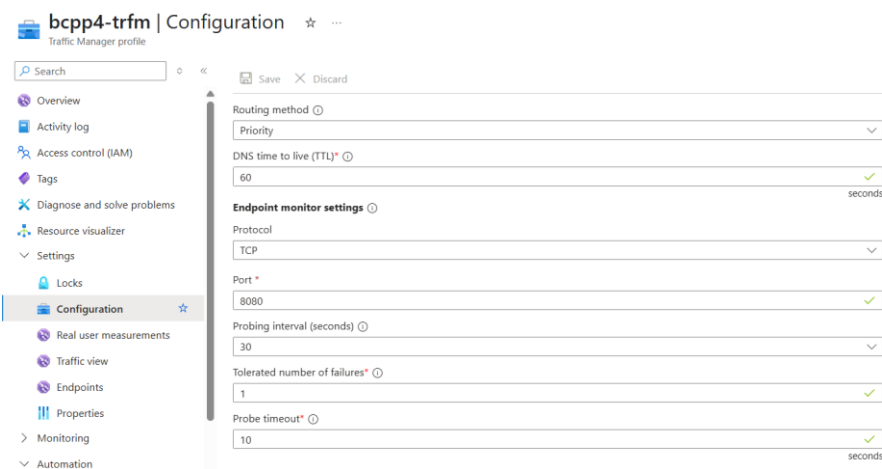 bcpp4-trfm | Configuration
Traffic Manager profile
Search
Overview
Activity log
Access control (IAM)
Tags
Diagnose and solve problems
Resource visualizer
Settings
Locks
Configuration
Real user measurements
Traffic view
Endpoints
Properties
Monitoring
Automation
Save Discard
Routing method
Priority
DNS time to live (TTL)*
60
seconds
Endpoint monitor settings
Protocol
TCP
Port *
8080
Probing interval (seconds)
30
Tolerated number of failures*
1
Probe timeout*
10
seconds